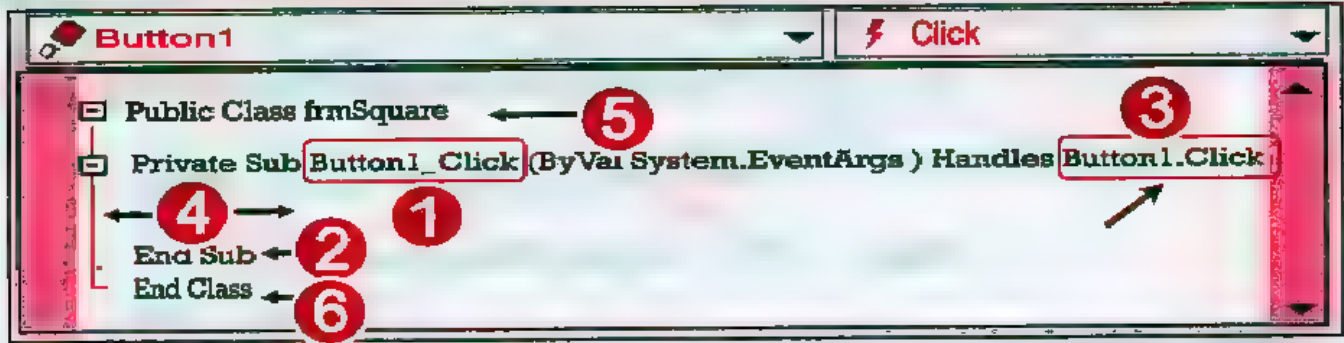 Button1 Click
Public Class frmSquare 5 3
Private Sub Button1_Click (ByVal System.EventArgs ) Handles Button1.Click
4 1
End Sub 2
End Class 6